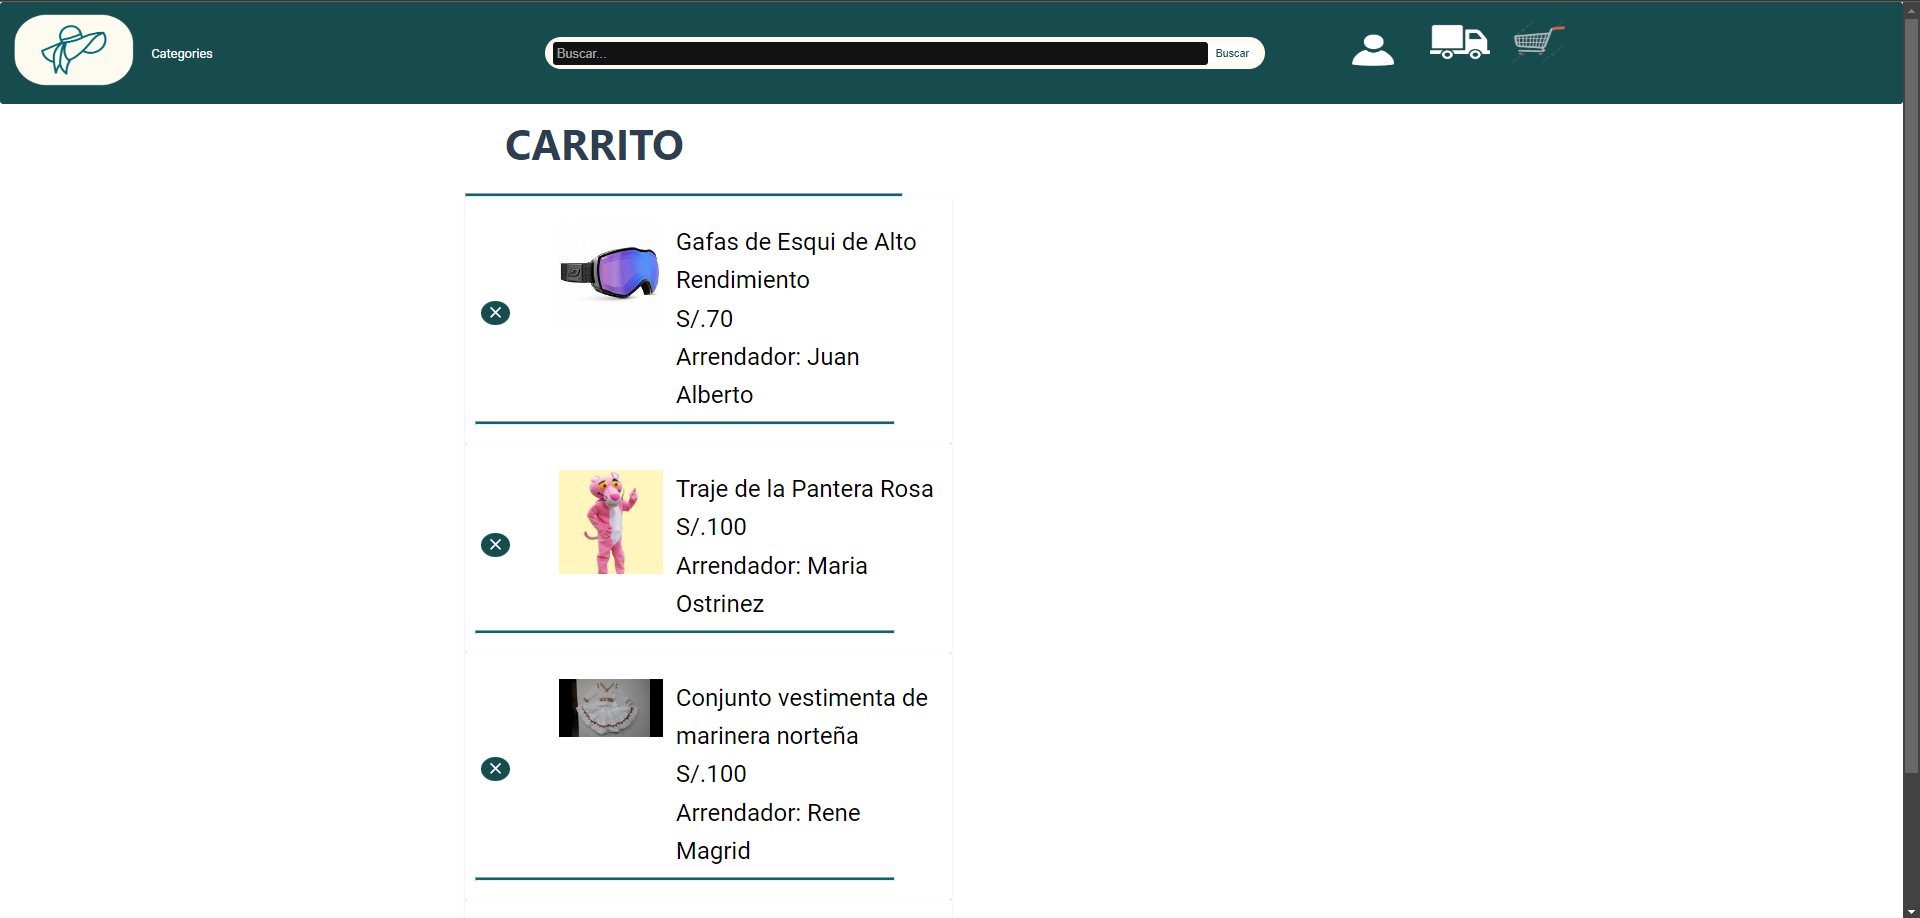 Categories
Buscar...
Buscar
CARRITO
Gafas de Esqui de Alto
Rendimiento
S/.70
Arrendador: Juan
Alberto
Traje de la Pantera Rosa
S/.100
Arrendador: Maria
Ostrinez
Conjunto vestimenta de
marinera norteña
S/.100
Arrendador: Rene
Magrid